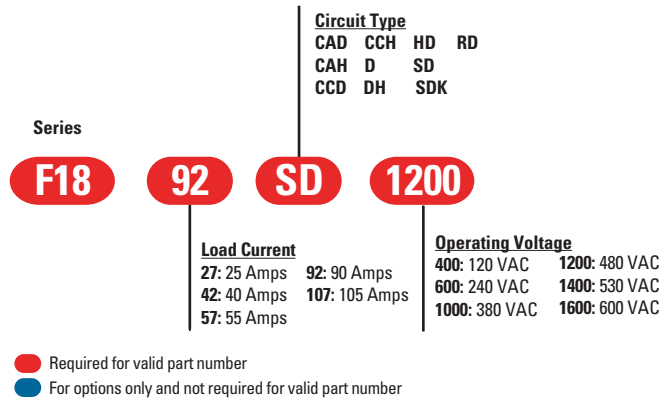 Circuit Type
CAD CCH HD RD
CAH D SD
CCD DH SDK
Series
F18 92 SD 1200
Load Current
27: 25 Amps 92: 90 Amps
42: 40 Amps 107: 105 Amps
57: 55 Amps
Operating Voltage
400: 120 VAC 1200: 480 VAC
600: 240 VAC 1400: 530 VAC
1000: 380 VAC 1600: 600 VAC
Required for valid part number
For options only and not required for valid part number